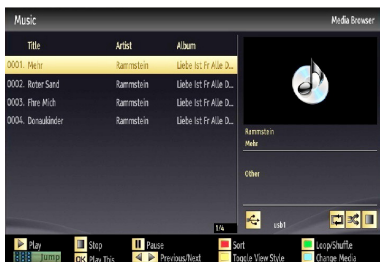 Music Media Browser
Title Artist Album
0001. Mehr Rammstein Liebe Ist Fr Alle D...
0002. Roter Sand Rammstein Liebe Ist Fr Alle D...
0003. Fhre Mich Rammstein Liebe Ist Fr Alle D...
0004. Donaukinder Rammstein Liebe Ist Fr Alle D...
Rammstein
Mehr
Other
1/4
usb1
Play Stop Pause Sort Loop/Shuffle
Jump OK Play This Previous/Next Toggle View Style Change Media